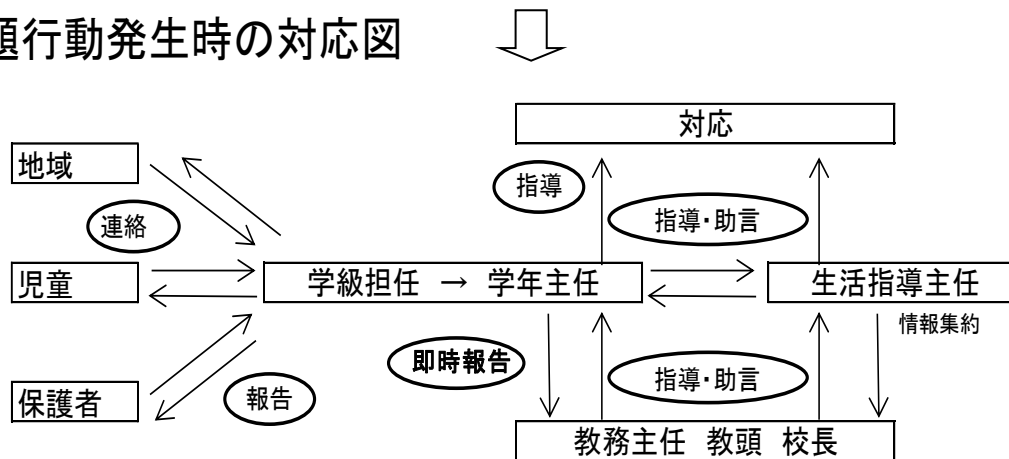 題行動発生時の対応図
対応
地域
指導
連絡
指導・助言
児童
学級担任 → 学年主任
生活指導主任
情報集約
即時報告
指導・助言
保護者
報告
教務主任 教頭 校長